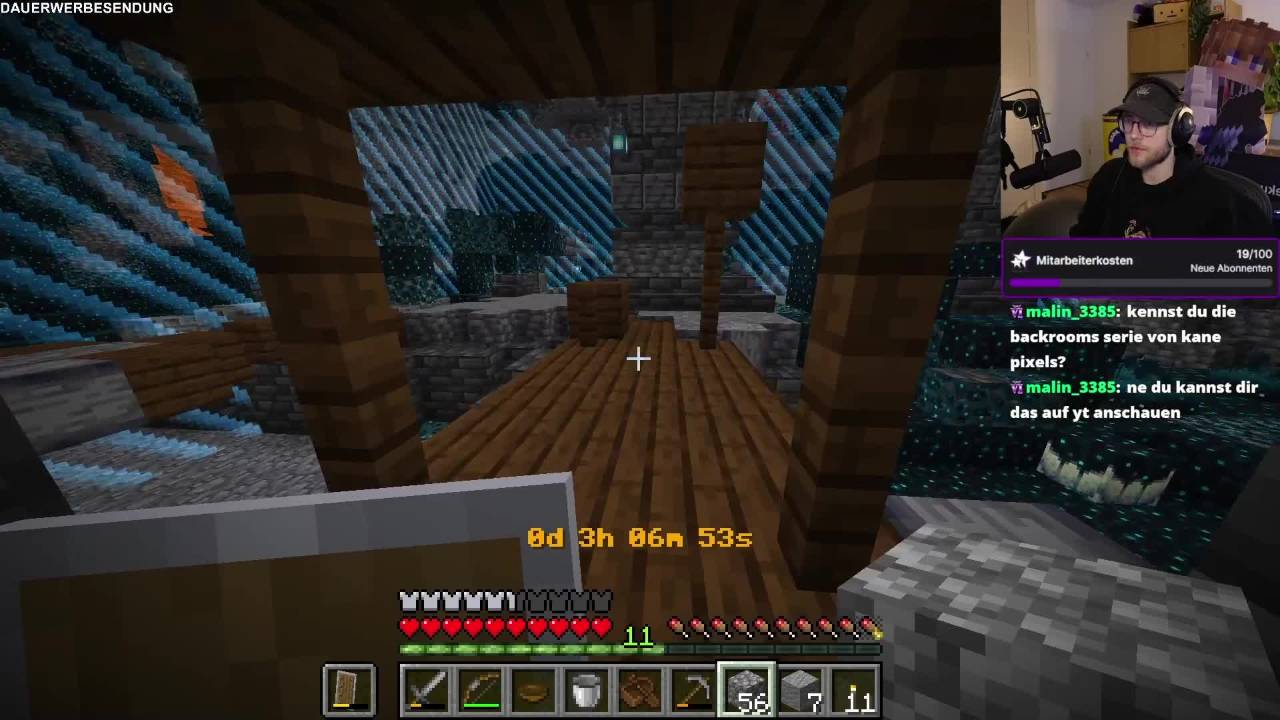 DAUERWERBESENDUNG
Mitarbeiterkosten
19/100
Neue Abonnenten
malin_3385: kennst du die
backrooms serie von kane
pixels?
malin_3385: ne du kannst dir
das auf yt anschauen
0d 3h 06m 53s
11
56
7
11